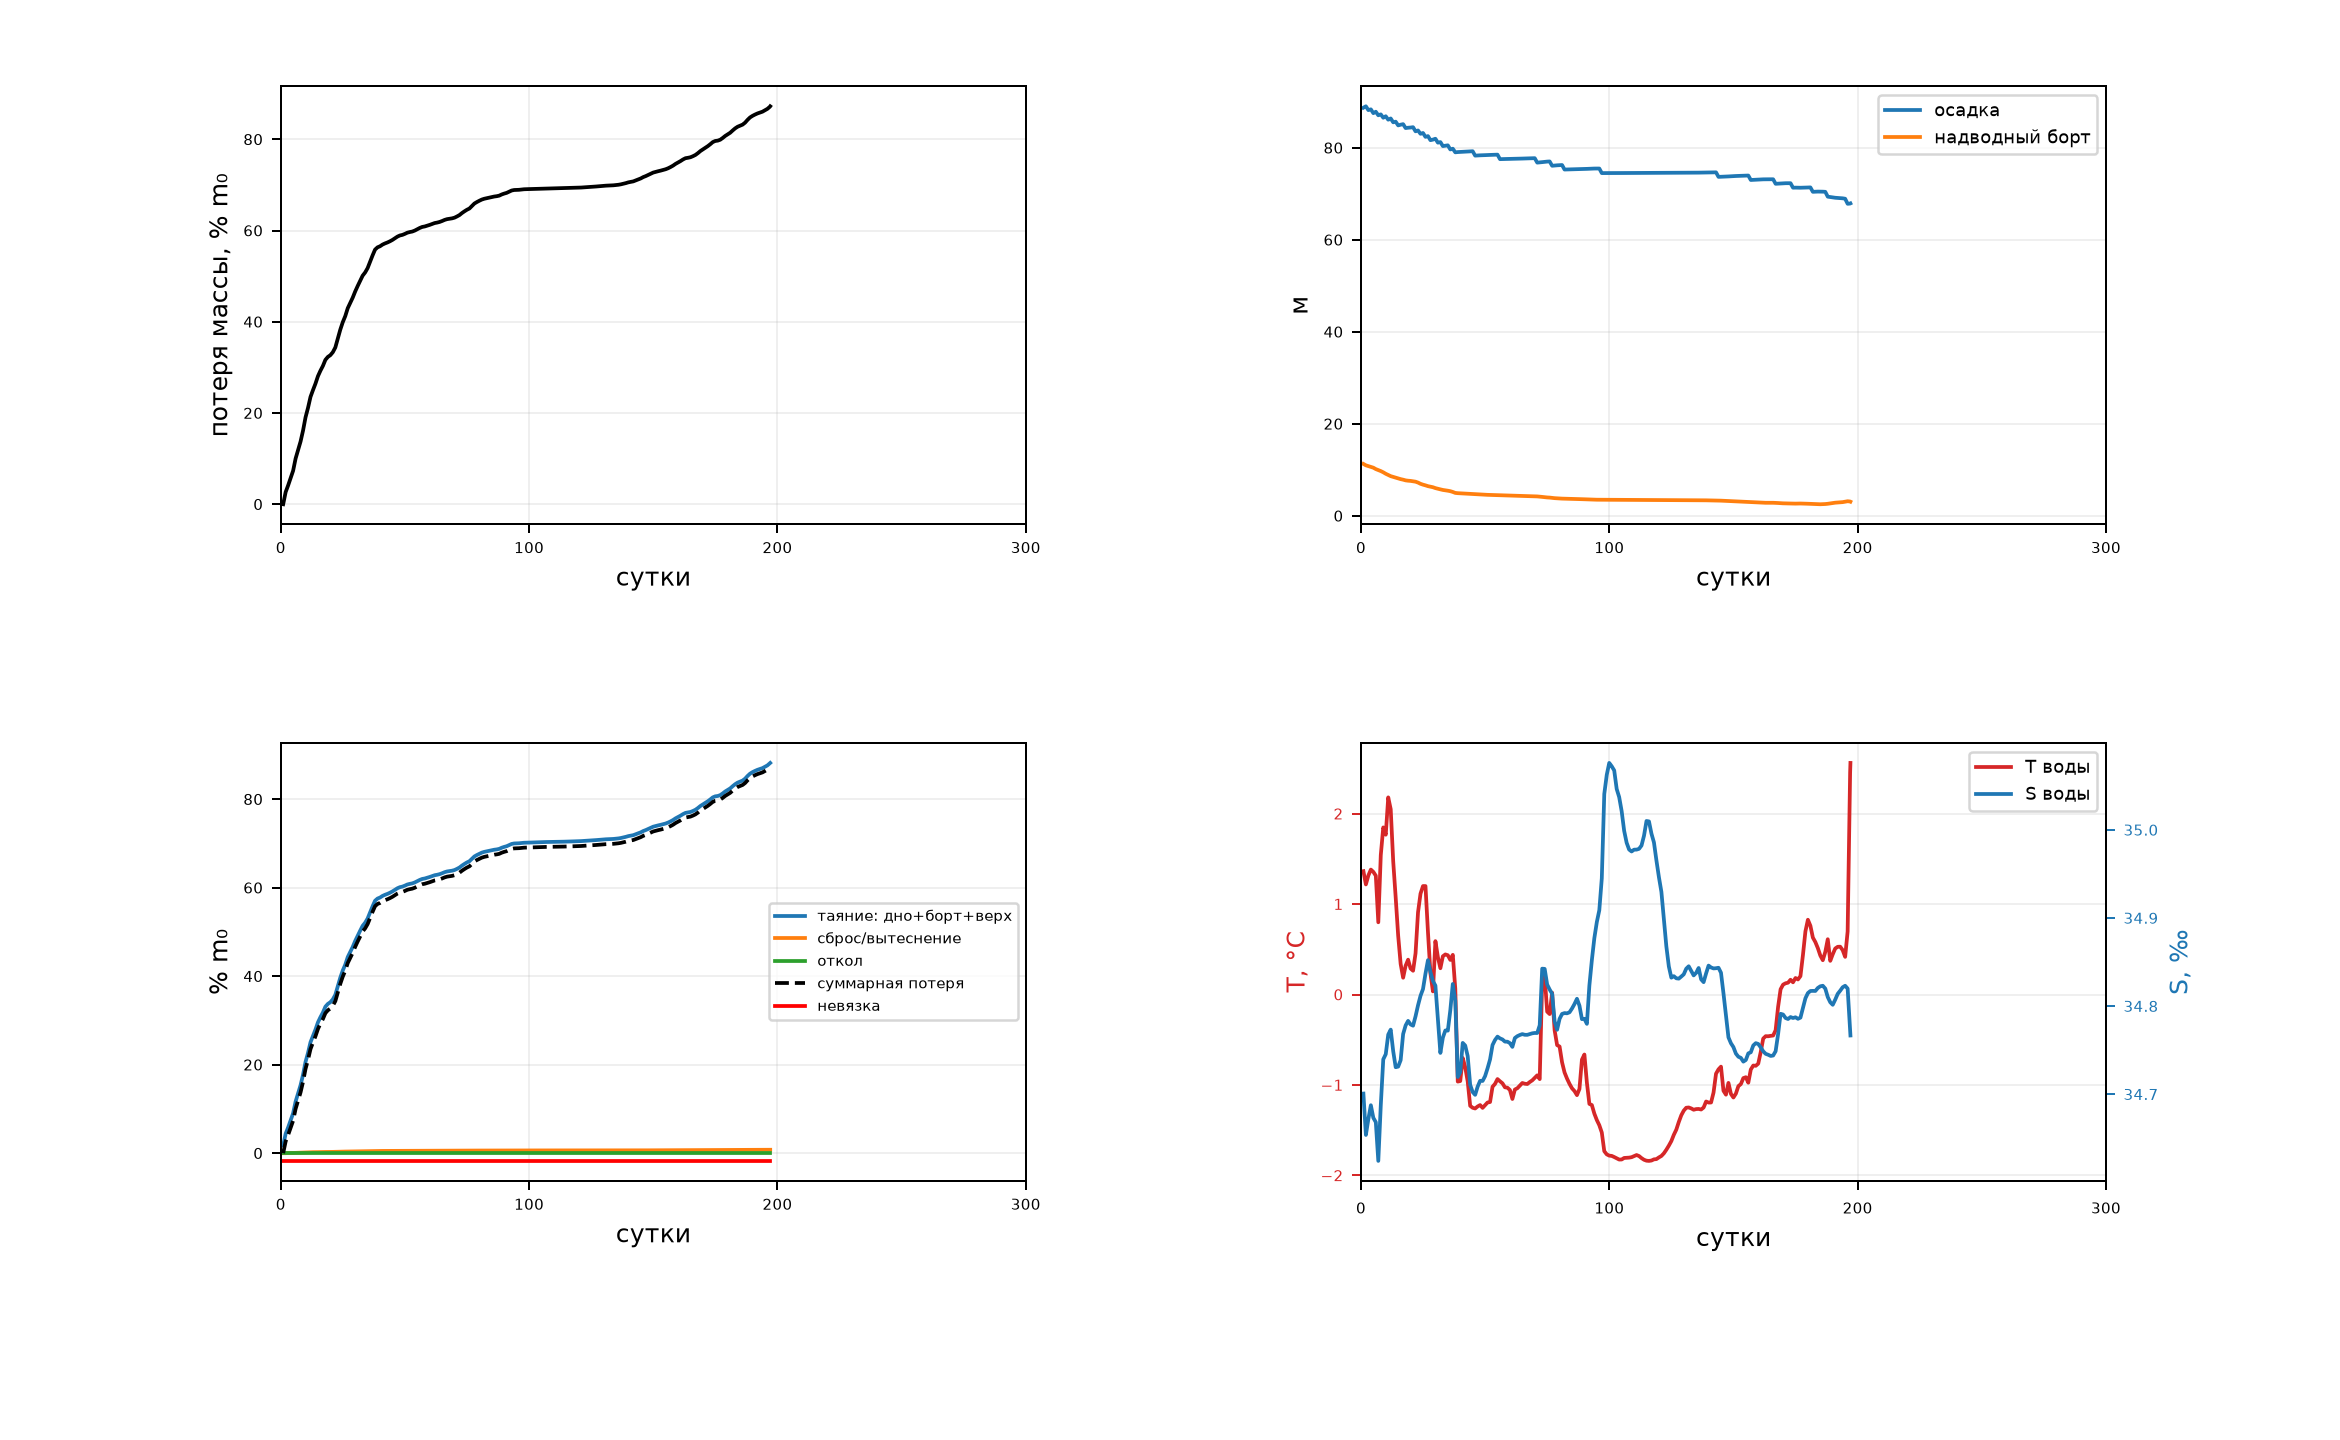 потеря массы, % m₀
80
60
40
20
0
0 100 200 300
сутки
м
80
60
40
20
0
осадка
надводный борт
0 100 200 300
сутки
% m₀
80
60
40
20
0
таяние: дно+борт+верх
сброс/вытеснение
откол
суммарная потеря
невязка
0 100 200 300
сутки
T, °C
2
1
0
−1
−2
T воды
S воды
35.0
34.9
34.8
34.7
S, ‰
0 100 200 300
сутки